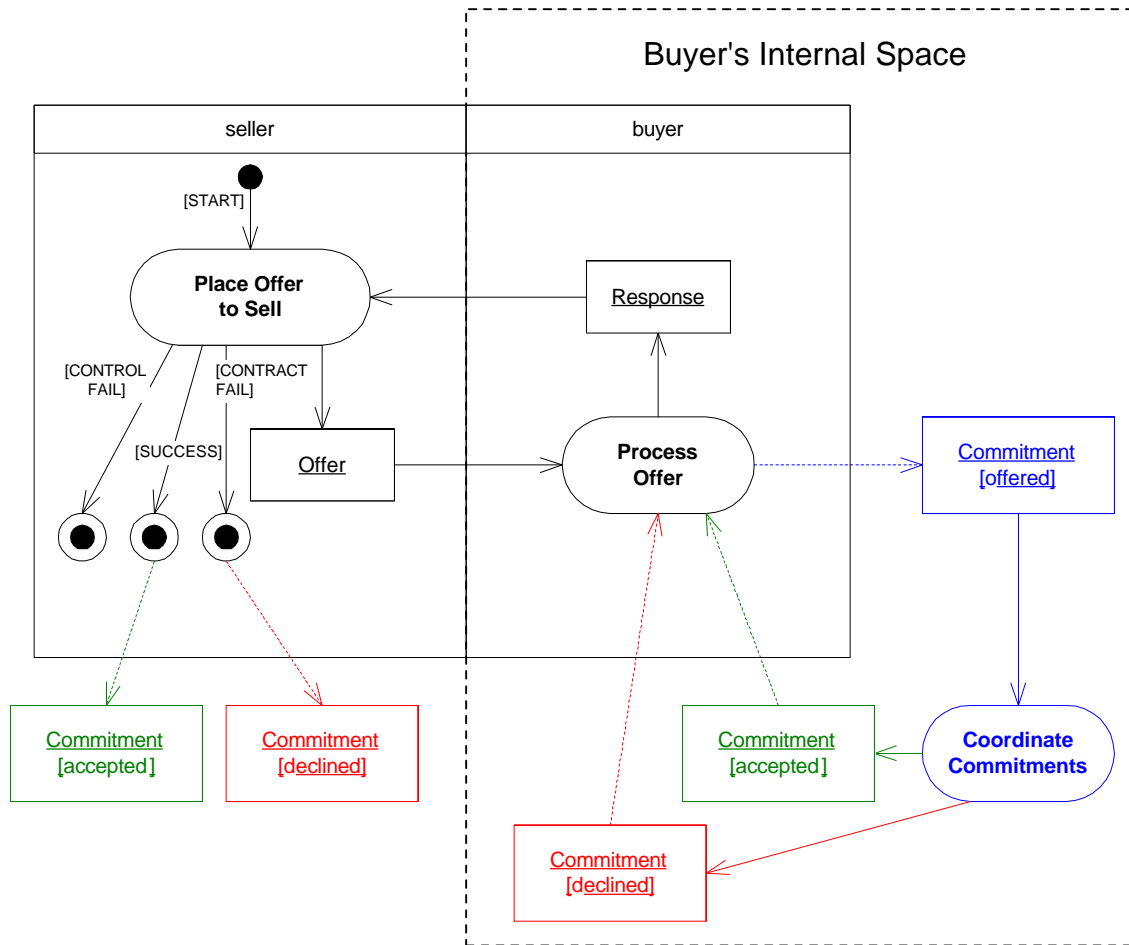 Buyer's Internal Space
seller
buyer
[START]
Place Offer
to Sell
Response
[CONTROL
FAIL]
[CONTRACT
FAIL]
[SUCCESS]
Offer
Process
Offer
Commitment
[offered]
Commitment
[accepted]
Commitment
[declined]
Commitment
[accepted]
Coordinate
Commitments
Commitment
[declined]